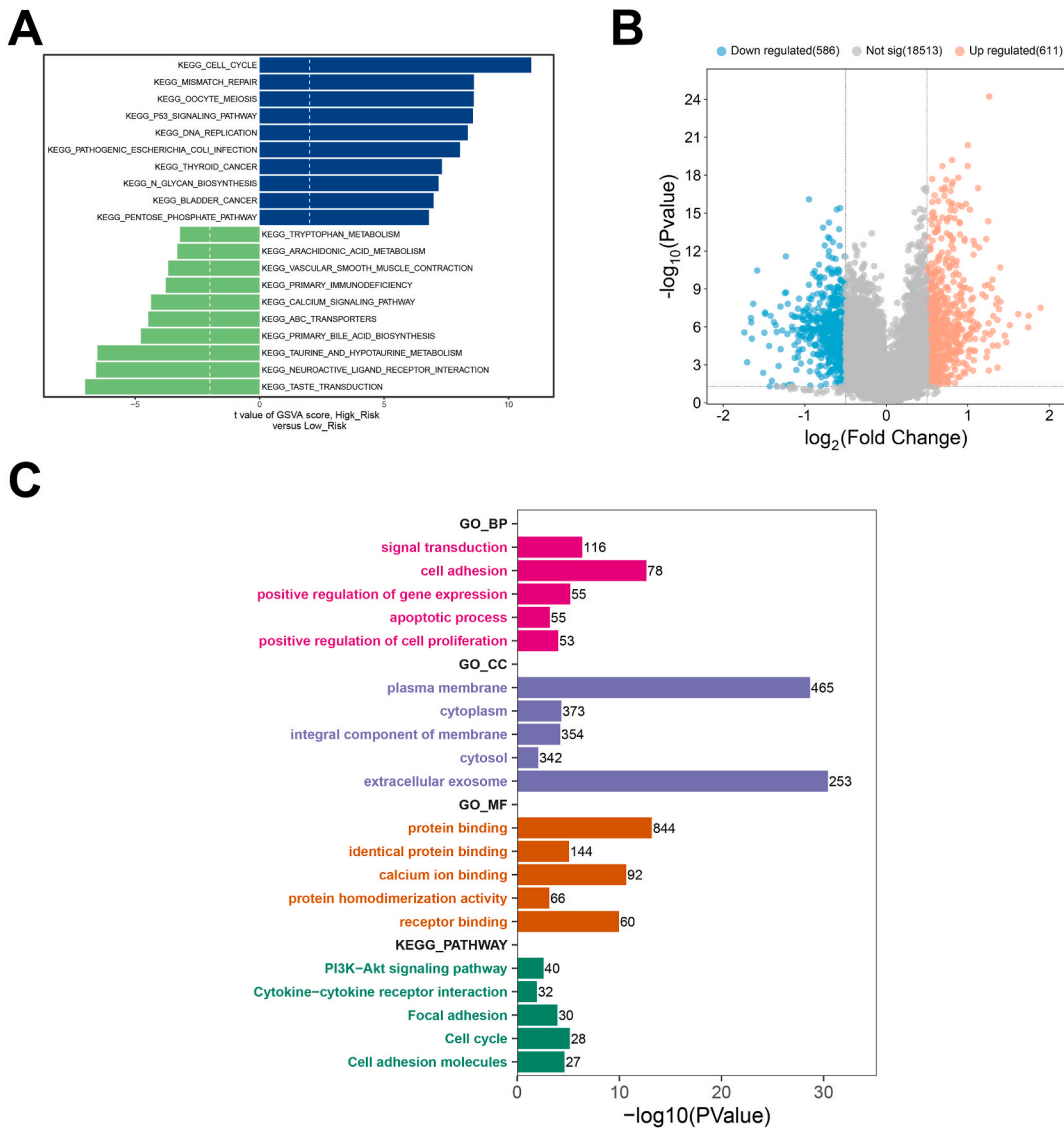 A
KEGG_CELL_CYCLE
KEGG_MISMATCH_REPAIR
KEGG_OOCYTE_MEIOSIS
KEGG_P53_SIGNALING_PATHWAY
KEGG_DNA_REPLICATION
KEGG_PATHOGENIC_ESCHERICHIA_COLI_INFECTION
KEGG_THYROID_CANCER
KEGG_N_GLYCAN_BIOSYNTHESIS
KEGG_BLADDER_CANCER
KEGG_PENTOSE_PHOSPHATE_PATHWAY
KEGG_TRYPTOPHAN_METABOLISM
KEGG_ARACHIDONIC_ACID_METABOLISM
KEGG_VASCULAR_SMOOTH_MUSCLE_CONTRACTION
KEGG_PRIMARY_IMMUNODEFICIENCY
KEGG_CALCIUM_SIGNALING_PATHWAY
KEGG_ABC_TRANSPORTERS
KEGG_PRIMARY_BILE_ACID_BIOSYNTHESIS
KEGG_TAURINE_AND_HYPOTAURINE_METABOLISM
KEGG_NEUROACTIVE_LIGAND_RECEPTOR_INTERACTION
KEGG_TASTE_TRANSDUCTION
−5 0 5 10
t value of GSVA score, High_Risk
versus Low_Risk
B
Down regulated(586) Not sig(18513) Up regulated(611)
24
21
18
15
12
9
6
3
0
-log10(Pvalue)
-2 -1 0 1 2
log2(Fold Change)
C
GO_BP
signal transduction 116
cell adhesion 78
positive regulation of gene expression 55
apoptotic process 55
positive regulation of cell proliferation 53
GO_CC
plasma membrane 465
cytoplasm 373
integral component of membrane 354
cytosol 342
extracellular exosome 253
GO_MF
protein binding 844
identical protein binding 144
calcium ion binding 92
protein homodimerization activity 66
receptor binding 60
KEGG_PATHWAY
PI3K−Akt signaling pathway 40
Cytokine−cytokine receptor interaction 32
Focal adhesion 30
Cell cycle 28
Cell adhesion molecules 27
0 10 20 30
−log10(PValue)